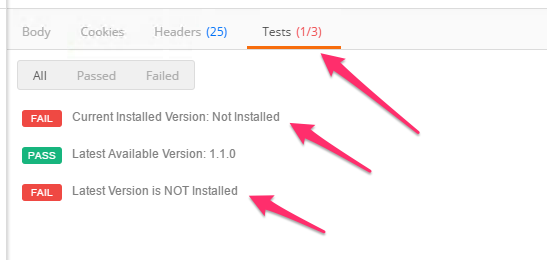 Body Cookies Headers (25) Tests (1/3)
All Passed Failed
FAIL Current Installed Version: Not Installed
PASS Latest Available Version: 1.1.0
FAIL Latest Version is NOT Installed